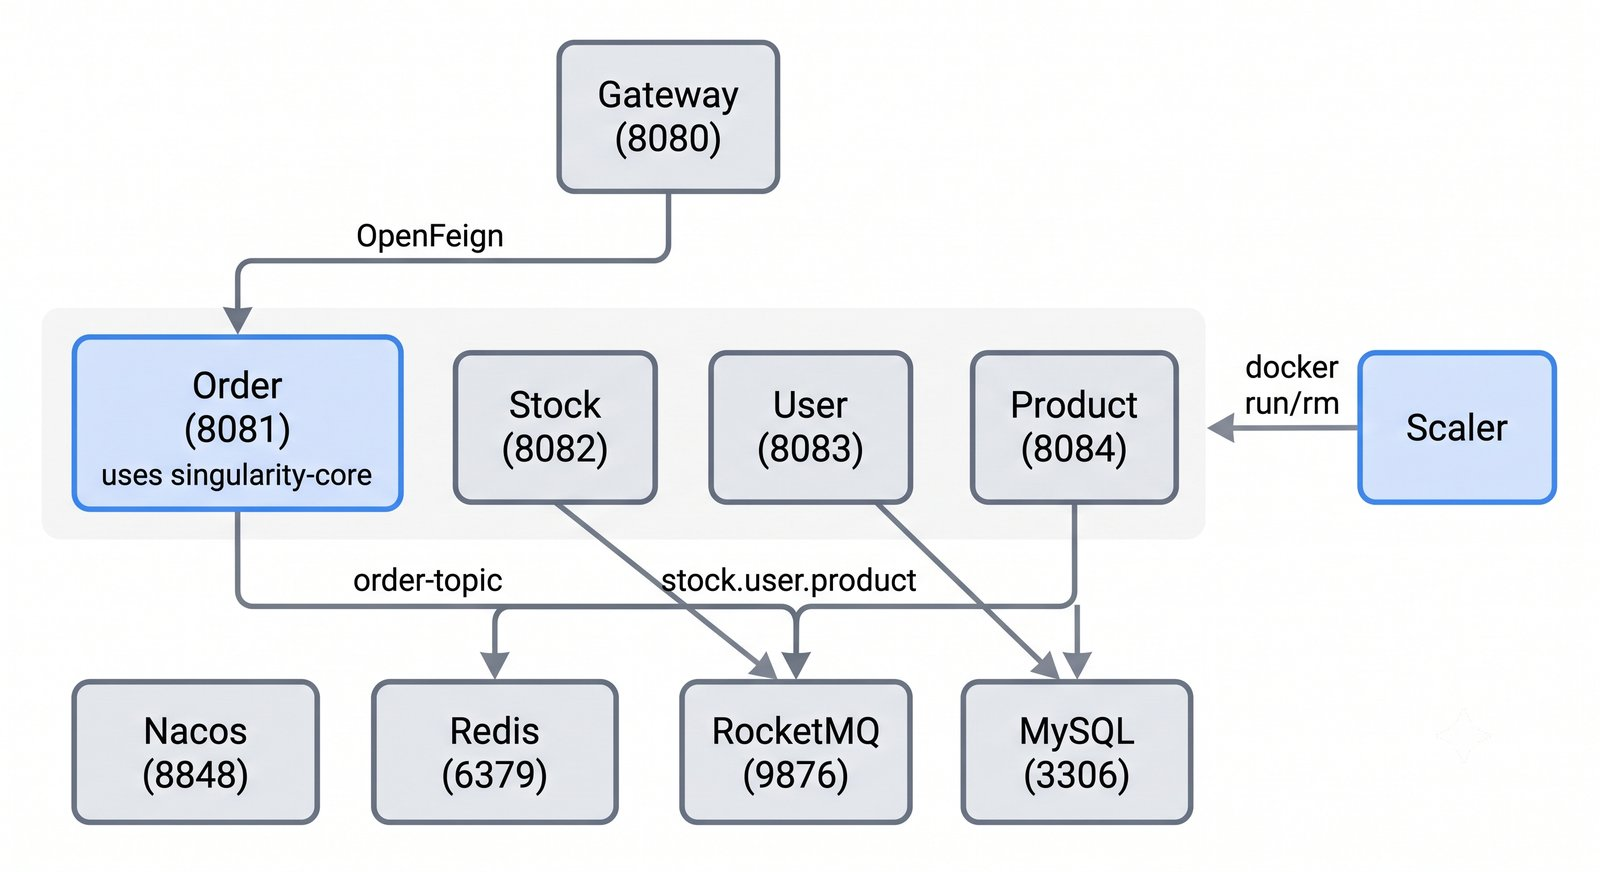 Gateway
(8080)
OpenFeign
Order
(8081)
uses singularity-core
Stock
(8082)
User
(8083)
Product
(8084)
docker
run/rm
Scaler
order-topic
stock.user.product
Nacos
(8848)
Redis
(6379)
RocketMQ
(9876)
MySQL
(3306)